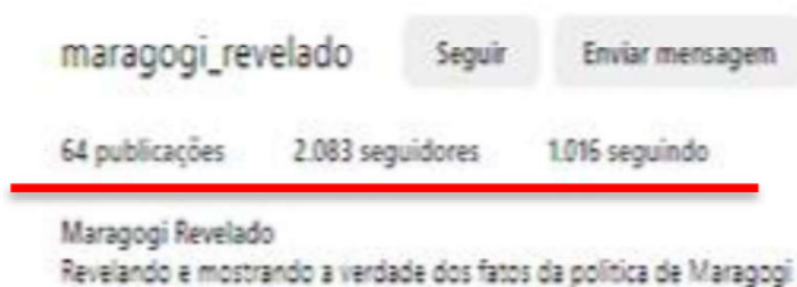 maragogi_revelado Seguir Enviar mensagem
64 publicações 2.083 seguidores 1.016 seguindo
Maragogi Revelado
Revelando e mostrando a verdade dos fatos da politica de Maragogi